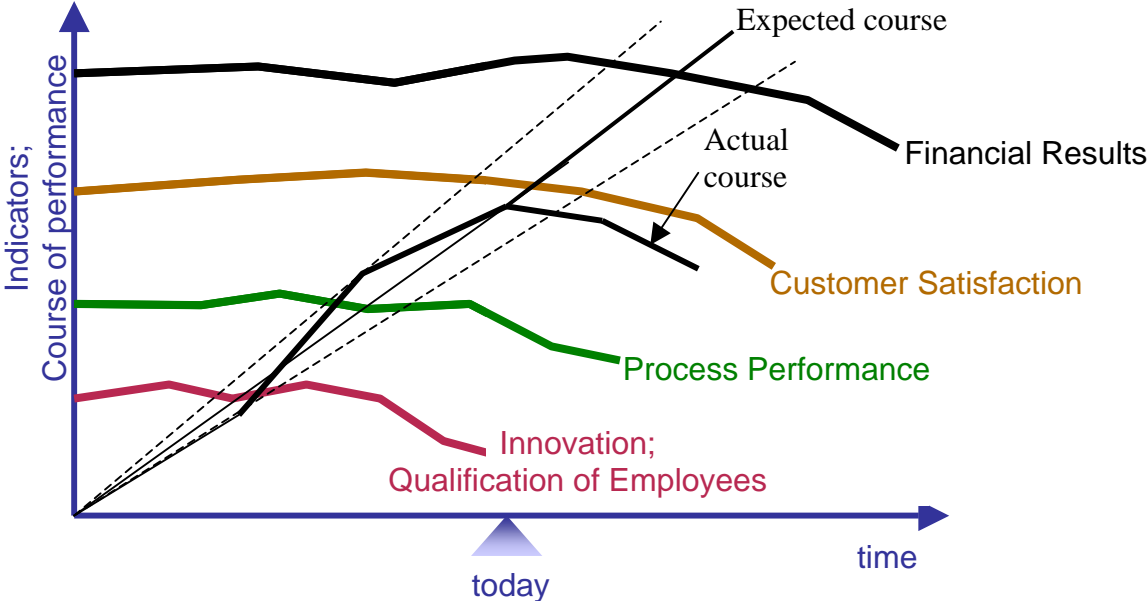 Expected course
Actual
course
Indicators;
Course of performance
Financial Results
Customer Satisfaction
Process Performance
Innovation;
Qualification of Employees
time
today